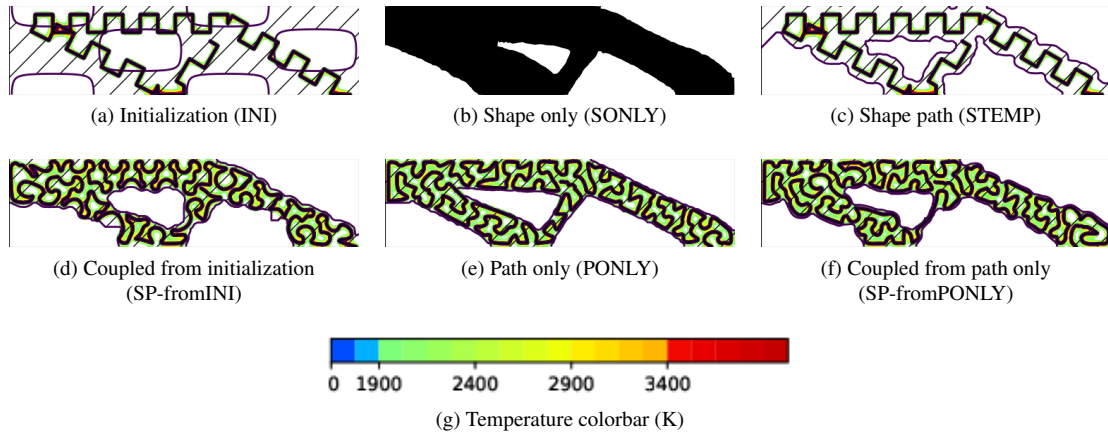 (a) Initialization (INI)
(b) Shape only (SONLY)
(c) Shape path (STEMP)
(d) Coupled from initialization
(SP-fromINI)
(e) Path only (PONLY)
(f) Coupled from path only
(SP-fromPONLY)
0 1900 2400 2900 3400
(g) Temperature colorbar (K)